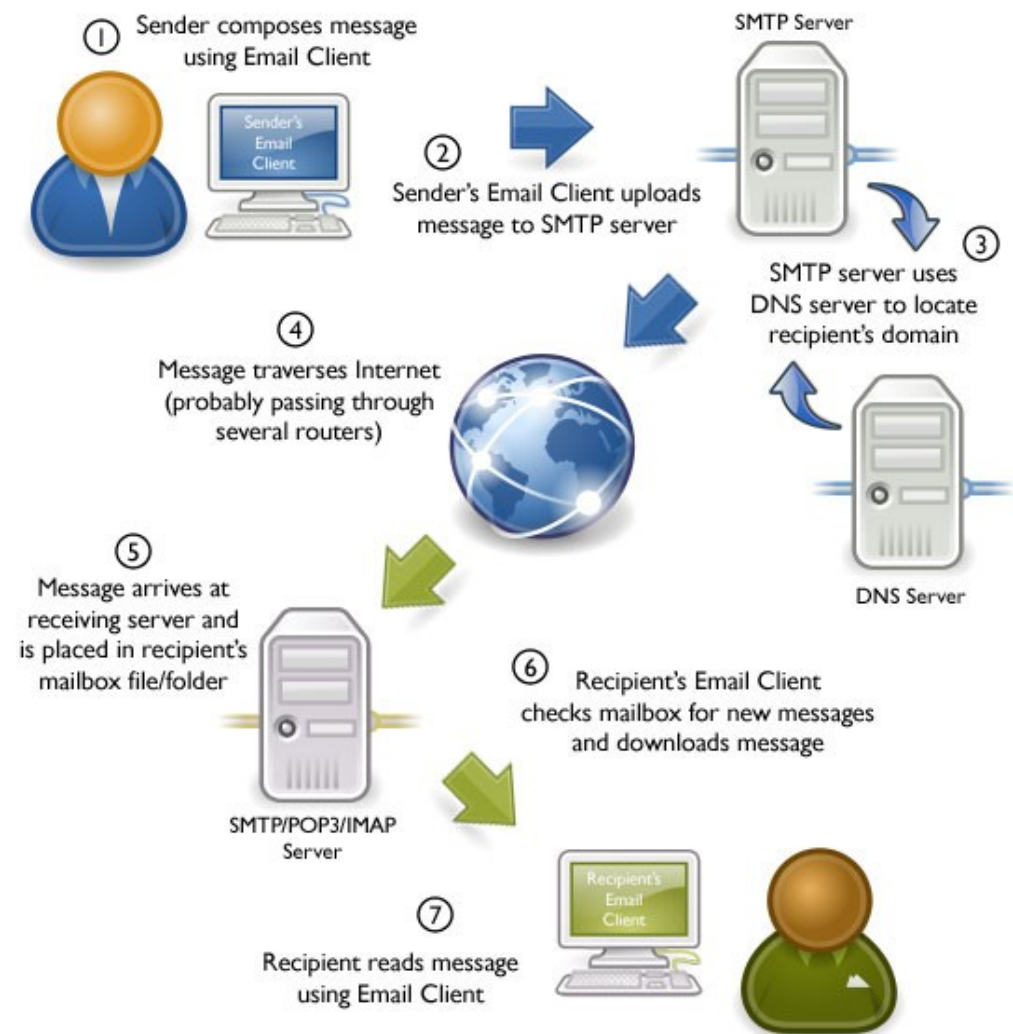 1
Sender composes message
using Email Client
Sender's
Email
Client
SMTP Server
2
Sender's Email Client uploads
message to SMTP server
3
SMTP server uses
DNS server to locate
recipient's domain
DNS Server
4
Message traverses Internet
(probably passing through
several routers)
5
Message arrives at
receiving server and
is placed in recipient's
mailbox file/folder
SMTP/POP3/IMAP
Server
6
Recipient's Email Client
checks mailbox for new messages
and downloads message
Recipient's
Email
Client
7
Recipient reads message
using Email Client